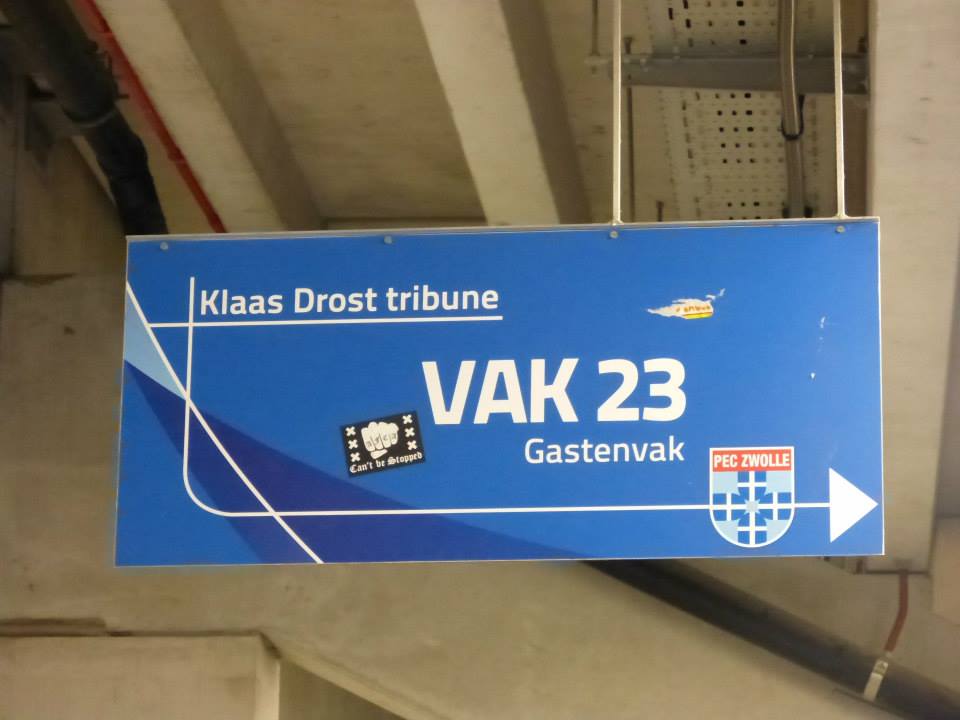 Klaas Drost tribune
VAK 23
Gastenvak
Can't be Stopped
PEC ZWOLLE